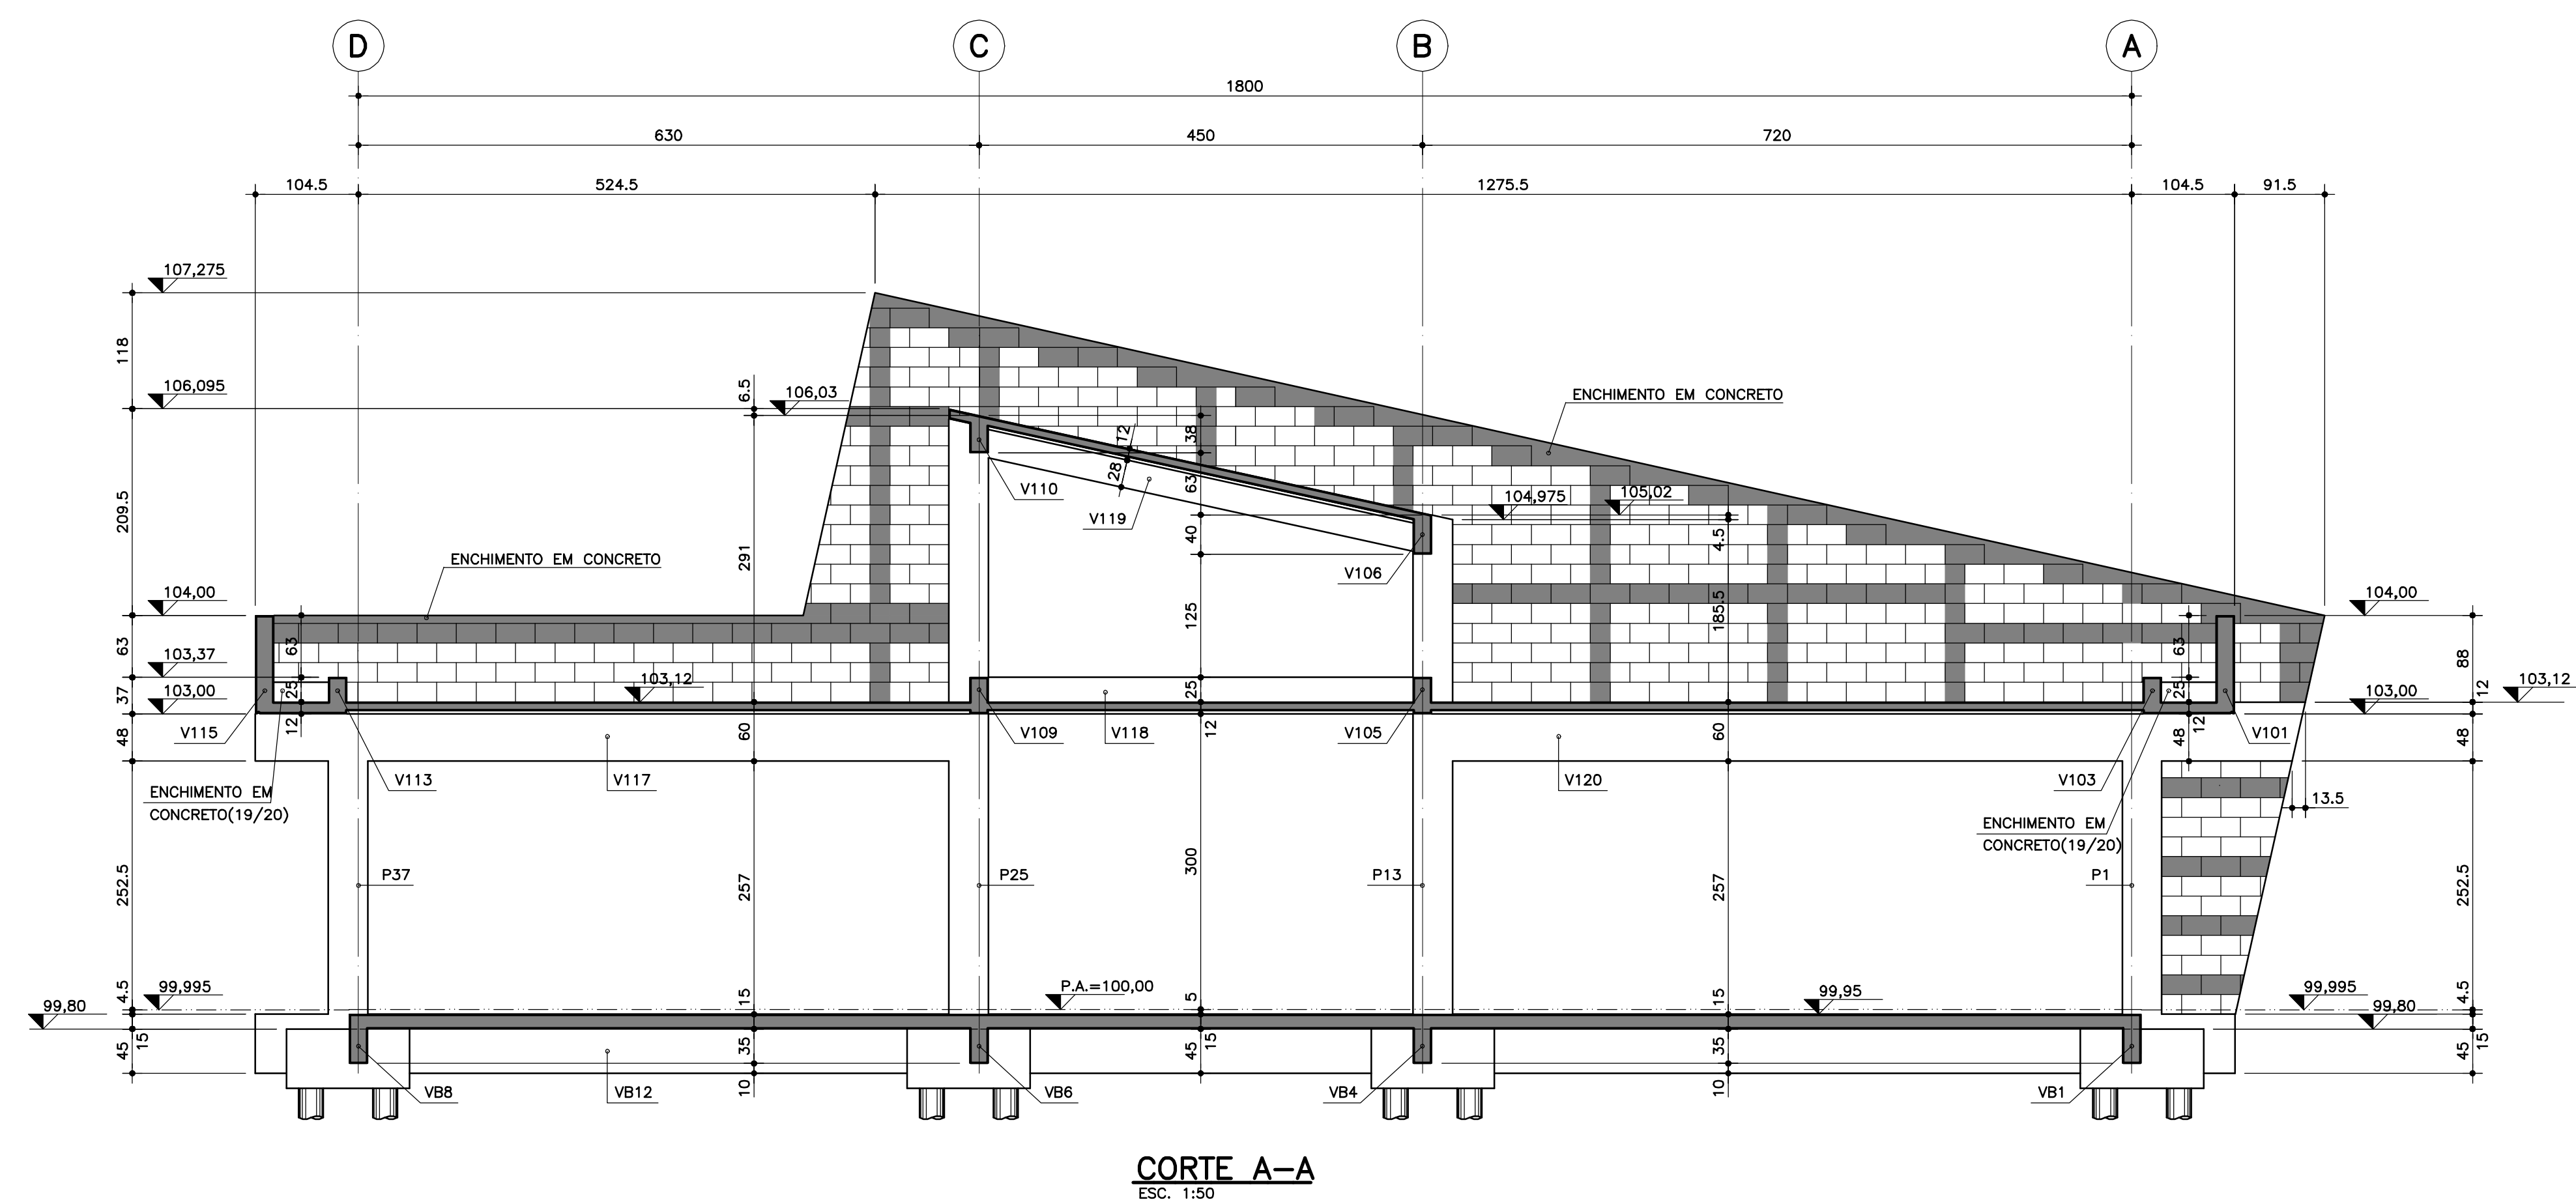 D
C
B
A
1800
630
450
720
104.5
524.5
1275.5
104.5
91.5
107,275
118
106,095
6.5
106,03
ENCHIMENTO EM CONCRETO
12
38
28
63
V110
V119
104,975
105,02
209.5
291
40
4.5
ENCHIMENTO EM CONCRETO
V106
104,00
104,00
125
185.5
63
63
63
88
103,37
103,12
25
25
25
103,12
37
103,00
103,00
12
V115
12
60
V109
V118
12
V105
60
48
12
V101
48
48
V113
V117
V120
V103
ENCHIMENTO EM
CONCRETO(19/20)
13.5
ENCHIMENTO EM
CONCRETO(19/20)
252.5
P37
257
P25
300
P13
257
P1
252.5
99,80
99,995
4.5
15
P.A.=100,00
5
15
99,95
99,995
4.5
99,80
45
15
35
45
15
35
45
15
10
10
VB8
VB12
VB6
VB4
VB1
CORTE A-A
ESC. 1:50